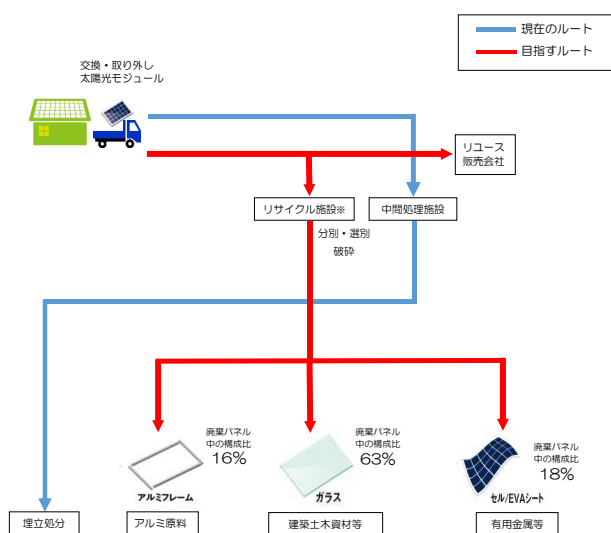 現在のルート
目指すルート
交換・取り外し
太陽光モジュール
リユース
販売会社
リサイクル施設※
中間処理施設
分別・選別
破砕
廃棄パネル
中の構成比
16%
アルミフレーム
廃棄パネル
中の構成比
63%
ガラス
廃棄パネル
中の構成比
18%
セル/EVAシート
埋立処分
アルミ原料
建築土木資材等
有用金属等